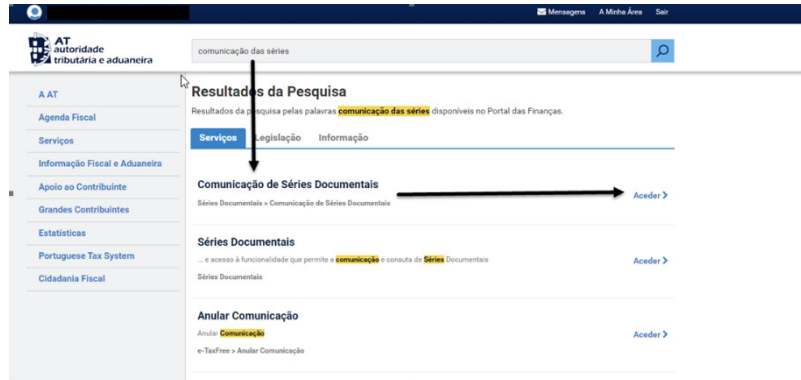 Mensagens A Minha Área Sair
AT
autoridade
tributária e aduaneira
comunicação das séries
A AT
Agenda Fiscal
Serviços
Informação Fiscal e Aduaneira
Apoio ao Contribuinte
Grandes Contribuintes
Estatísticas
Portuguese Tax System
Cidadania Fiscal
Resultados da Pesquisa
Resultados da pesquisa pelas palavras comunicação das séries disponíveis no Portal das Finanças.
Serviços Legislação Informação
Comunicação de Séries Documentais
Séries Documentais > Comunicação de Séries Documentais
Aceder
Séries Documentais
... e acesso à funcionalidade que permite a comunicação e consuta de Séries Documentais
Séries Documentais
Aceder
Anular Comunicação
Anular Comunicação
e-TaxFree > Anular Comunicação
Aceder